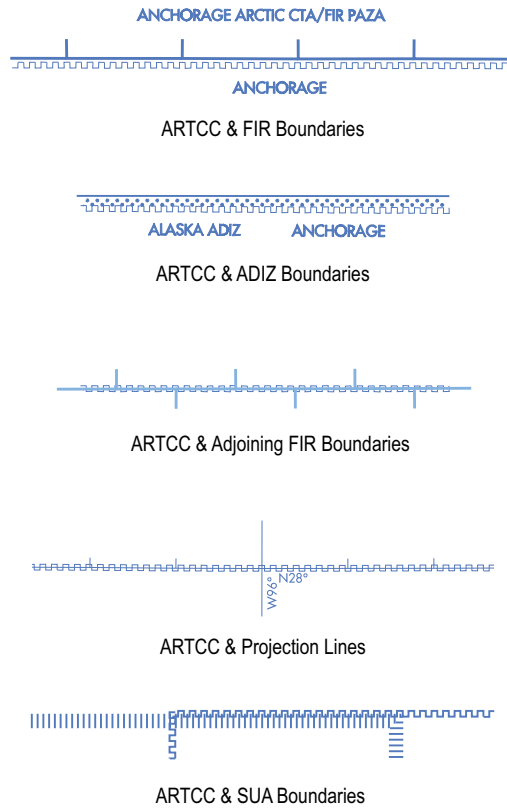 ANCHORAGE ARCTIC CTA/FIR PAZA
ANCHORAGE
ARTCC & FIR Boundaries
ALASKA ADIZ ANCHORAGE
ARTCC & ADIZ Boundaries
ARTCC & Adjoining FIR Boundaries
N28°
W96°
ARTCC & Projection Lines
ARTCC & SUA Boundaries